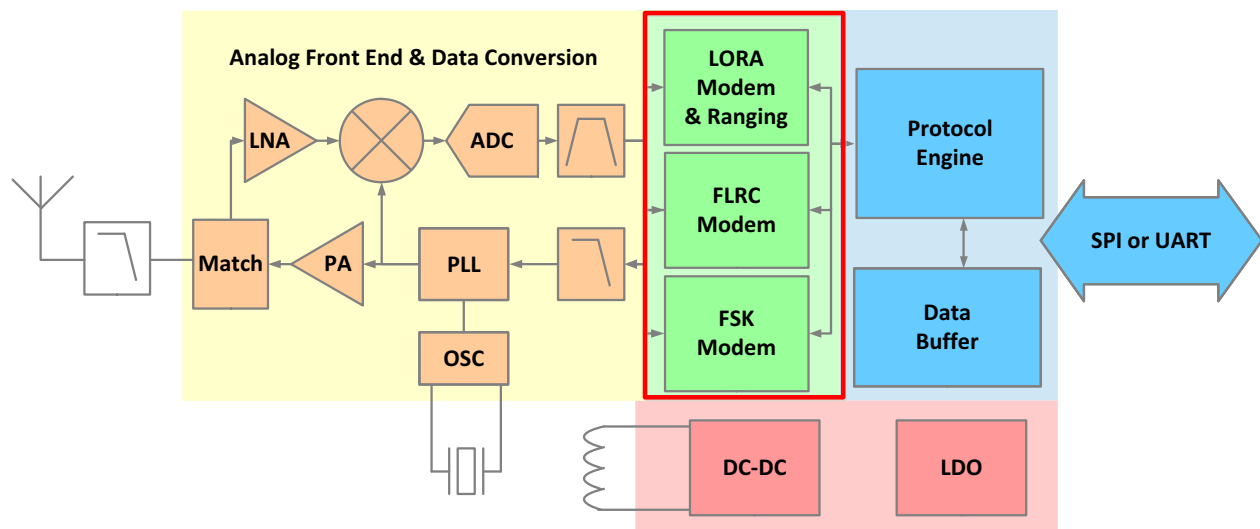 Analog Front End & Data Conversion
LNA
ADC
Match
PA
PLL
OSC
LORA
Modem
& Ranging
FLRC
Modem
FSK
Modem
Protocol
Engine
Data
Buffer
SPI or UART
DC-DC
LDO